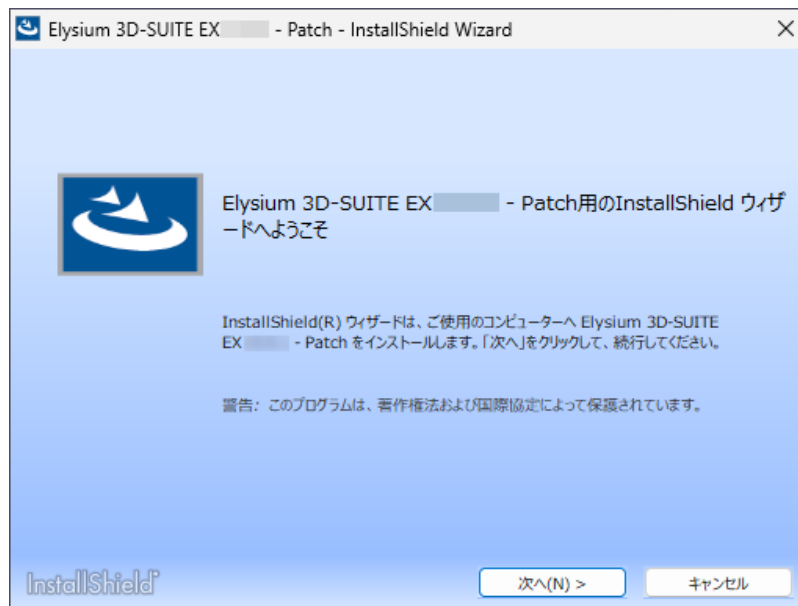 Elysium 3D-SUITE EX - Patch - InstallShield Wizard
Elysium 3D-SUITE EX - Patch用のInstallShield ウィザ
ードへようこそ
InstallShield(R) ウィザードは、ご使用のコンピューターへ Elysium 3D-SUITE
EX - Patch をインストールします。「次へ」をクリックして、続行してください。
警告: このプログラムは、著作権法および国際協定によって保護されています。
InstallShield
次へ(N) > キャンセル